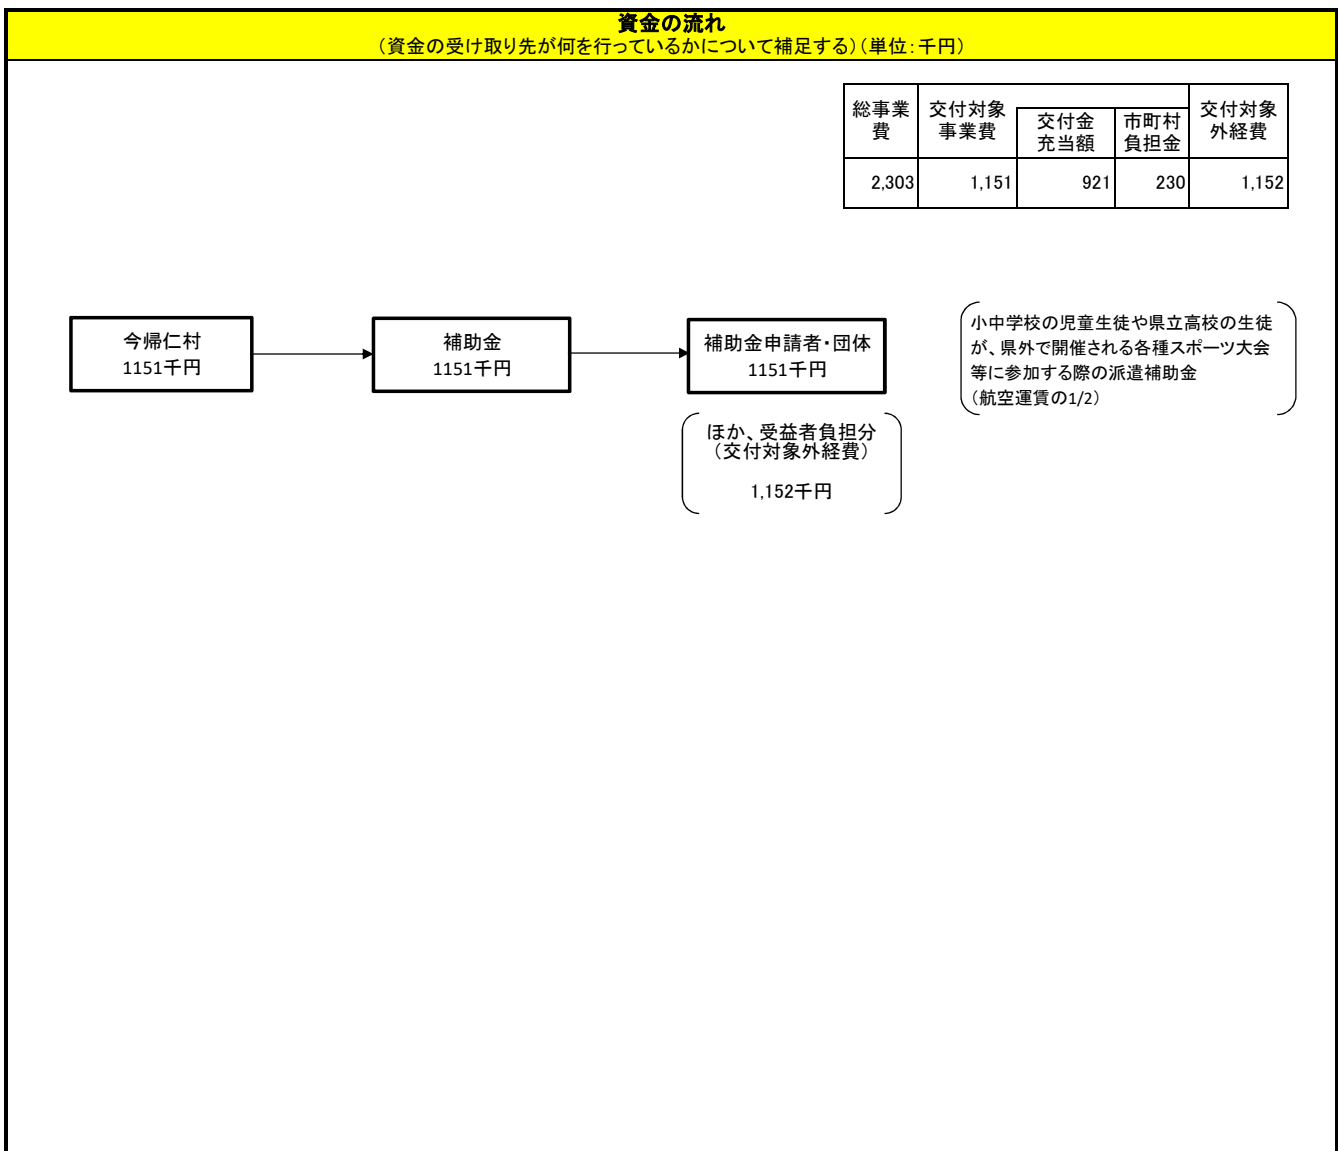 資金の流れ
（資金の受け取り先が何を行っているかについて補足する）（単位：千円）
総事業
費
交付対象
事業費
交付金
充当額
市町村
負担金
交付対象
外経費
2,303 1,151 921 230 1,152
今帰仁村
1151千円
補助金
1151千円
補助金申請者・団体
1151千円
小中学校の児童生徒や県立高校の生徒
が、県外で開催される各種スポーツ大会
等に参加する際の派遣補助金
（航空運賃の1/2）
ほか、受益者負担分
（交付対象外経費）
1,152千円